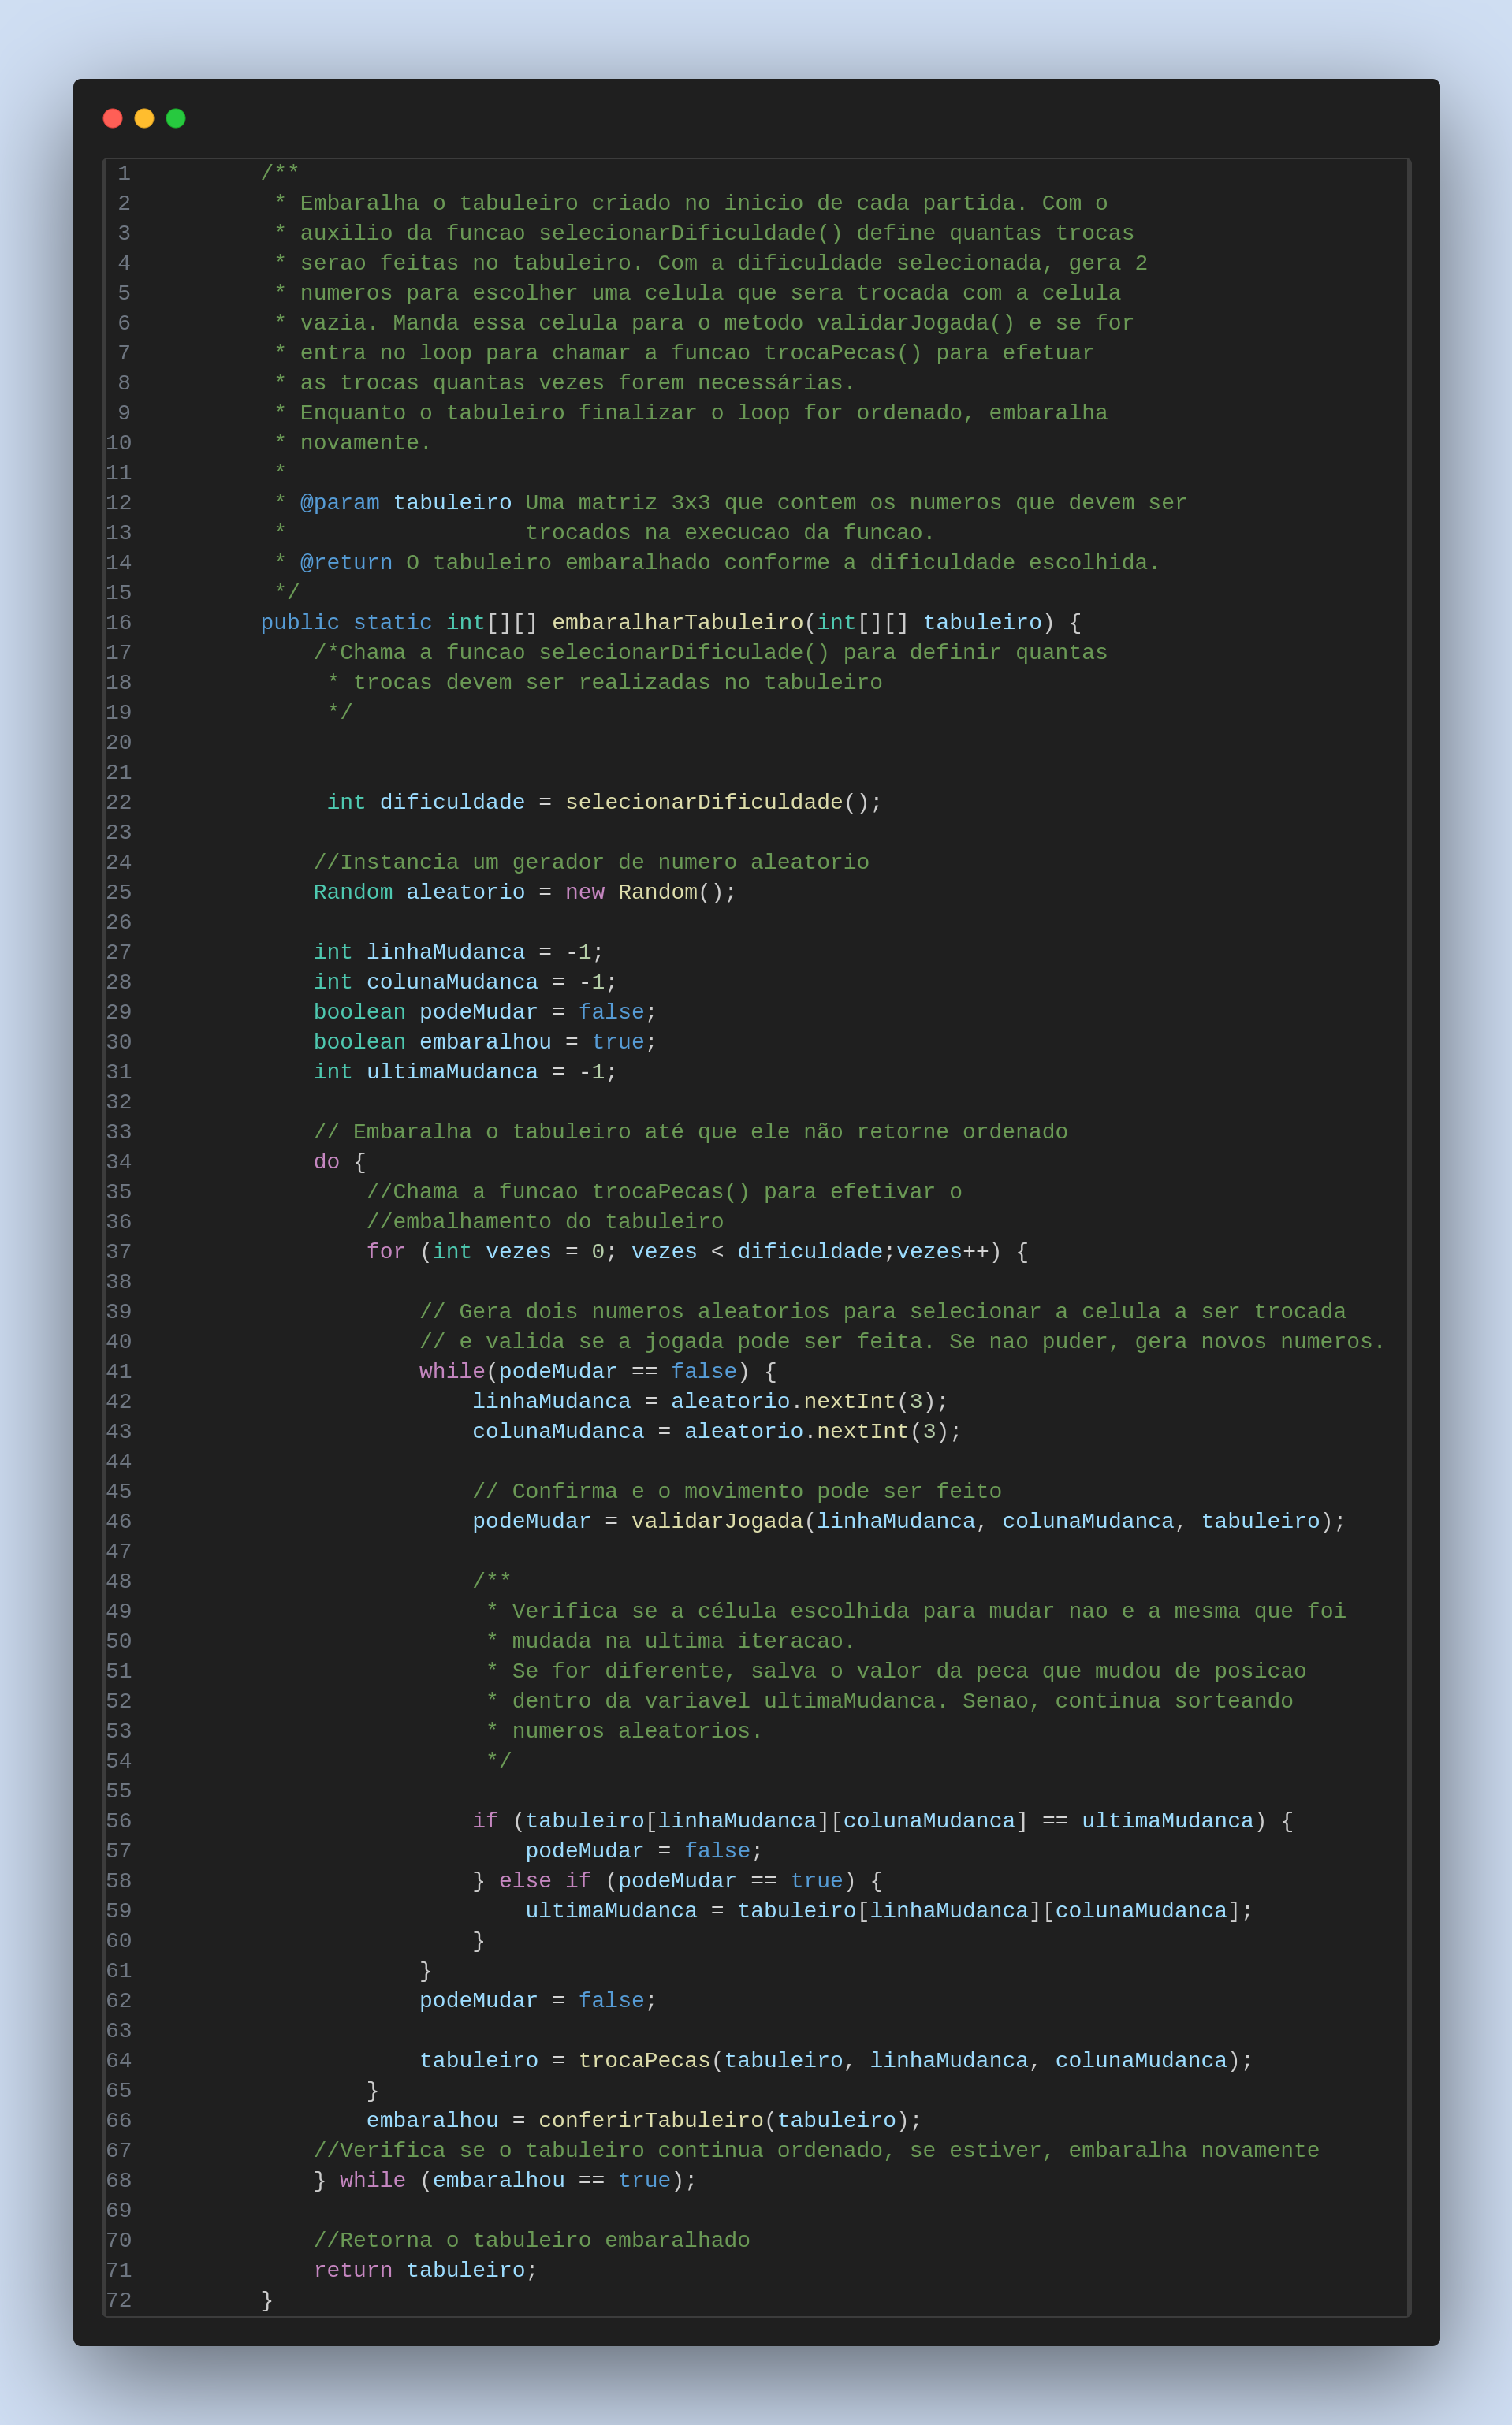 1 /**
2 * Embaralha o tabuleiro criado no inicio de cada partida. Com o
3 * auxilio da funcao selecionarDificuldade() define quantas trocas
4 * serao feitas no tabuleiro. Com a dificuldade selecionada, gera 2
5 * numeros para escolher uma celula que sera trocada com a celula
6 * vazia. Manda essa celula para o metodo validarJogada() e se for
7 * entra no loop para chamar a funcao trocaPecas() para efetuar
8 * as trocas quantas vezes forem necessárias.
9 * Enquanto o tabuleiro finalizar o loop for ordenado, embaralha
10 * novamente.
11 *
12 * @param tabuleiro Uma matriz 3x3 que contem os numeros que devem ser
13 * trocados na execucao da funcao.
14 * @return O tabuleiro embaralhado conforme a dificuldade escolhida.
15 */
16 public static int[][] embaralharTabuleiro(int[][] tabuleiro) {
17 /*Chama a funcao selecionarDificulade() para definir quantas
18 * trocas devem ser realizadas no tabuleiro
19 */
20
21
22 int dificuldade = selecionarDificuldade();
23
24 //Instancia um gerador de numero aleatorio
25 Random aleatorio = new Random();
26
27 int linhaMudanca = -1;
28 int colunaMudanca = -1;
29 boolean podeMudar = false;
30 boolean embaralhou = true;
31 int ultimaMudanca = -1;
32
33 // Embaralha o tabuleiro até que ele não retorne ordenado
34 do {
35 //Chama a funcao trocaPecas() para efetivar o
36 //embalhamento do tabuleiro
37 for (int vezes = 0; vezes < dificuldade;vezes++) {
38
39 // Gera dois numeros aleatorios para selecionar a celula a ser trocada
40 // e valida se a jogada pode ser feita. Se nao puder, gera novos numeros.
41 while(podeMudar == false) {
42 linhaMudanca = aleatorio.nextInt(3);
43 colunaMudanca = aleatorio.nextInt(3);
44
45 // Confirma e o movimento pode ser feito
46 podeMudar = validarJogada(linhaMudanca, colunaMudanca, tabuleiro);
47
48 /**
49 * Verifica se a célula escolhida para mudar nao e a mesma que foi
50 * mudada na ultima iteracao.
51 * Se for diferente, salva o valor da peca que mudou de posicao
52 * dentro da variavel ultimaMudanca. Senao, continua sorteando
53 * numeros aleatorios.
54 */
55
56 if (tabuleiro[linhaMudanca][colunaMudanca] == ultimaMudanca) {
57 podeMudar = false;
58 } else if (podeMudar == true) {
59 ultimaMudanca = tabuleiro[linhaMudanca][colunaMudanca];
60 }
61 }
62 podeMudar = false;
63
64 tabuleiro = trocaPecas(tabuleiro, linhaMudanca, colunaMudanca);
65 }
66 embaralhou = conferirTabuleiro(tabuleiro);
67 //Verifica se o tabuleiro continua ordenado, se estiver, embaralha novamente
68 } while (embaralhou == true);
69
70 //Retorna o tabuleiro embaralhado
71 return tabuleiro;
72 }